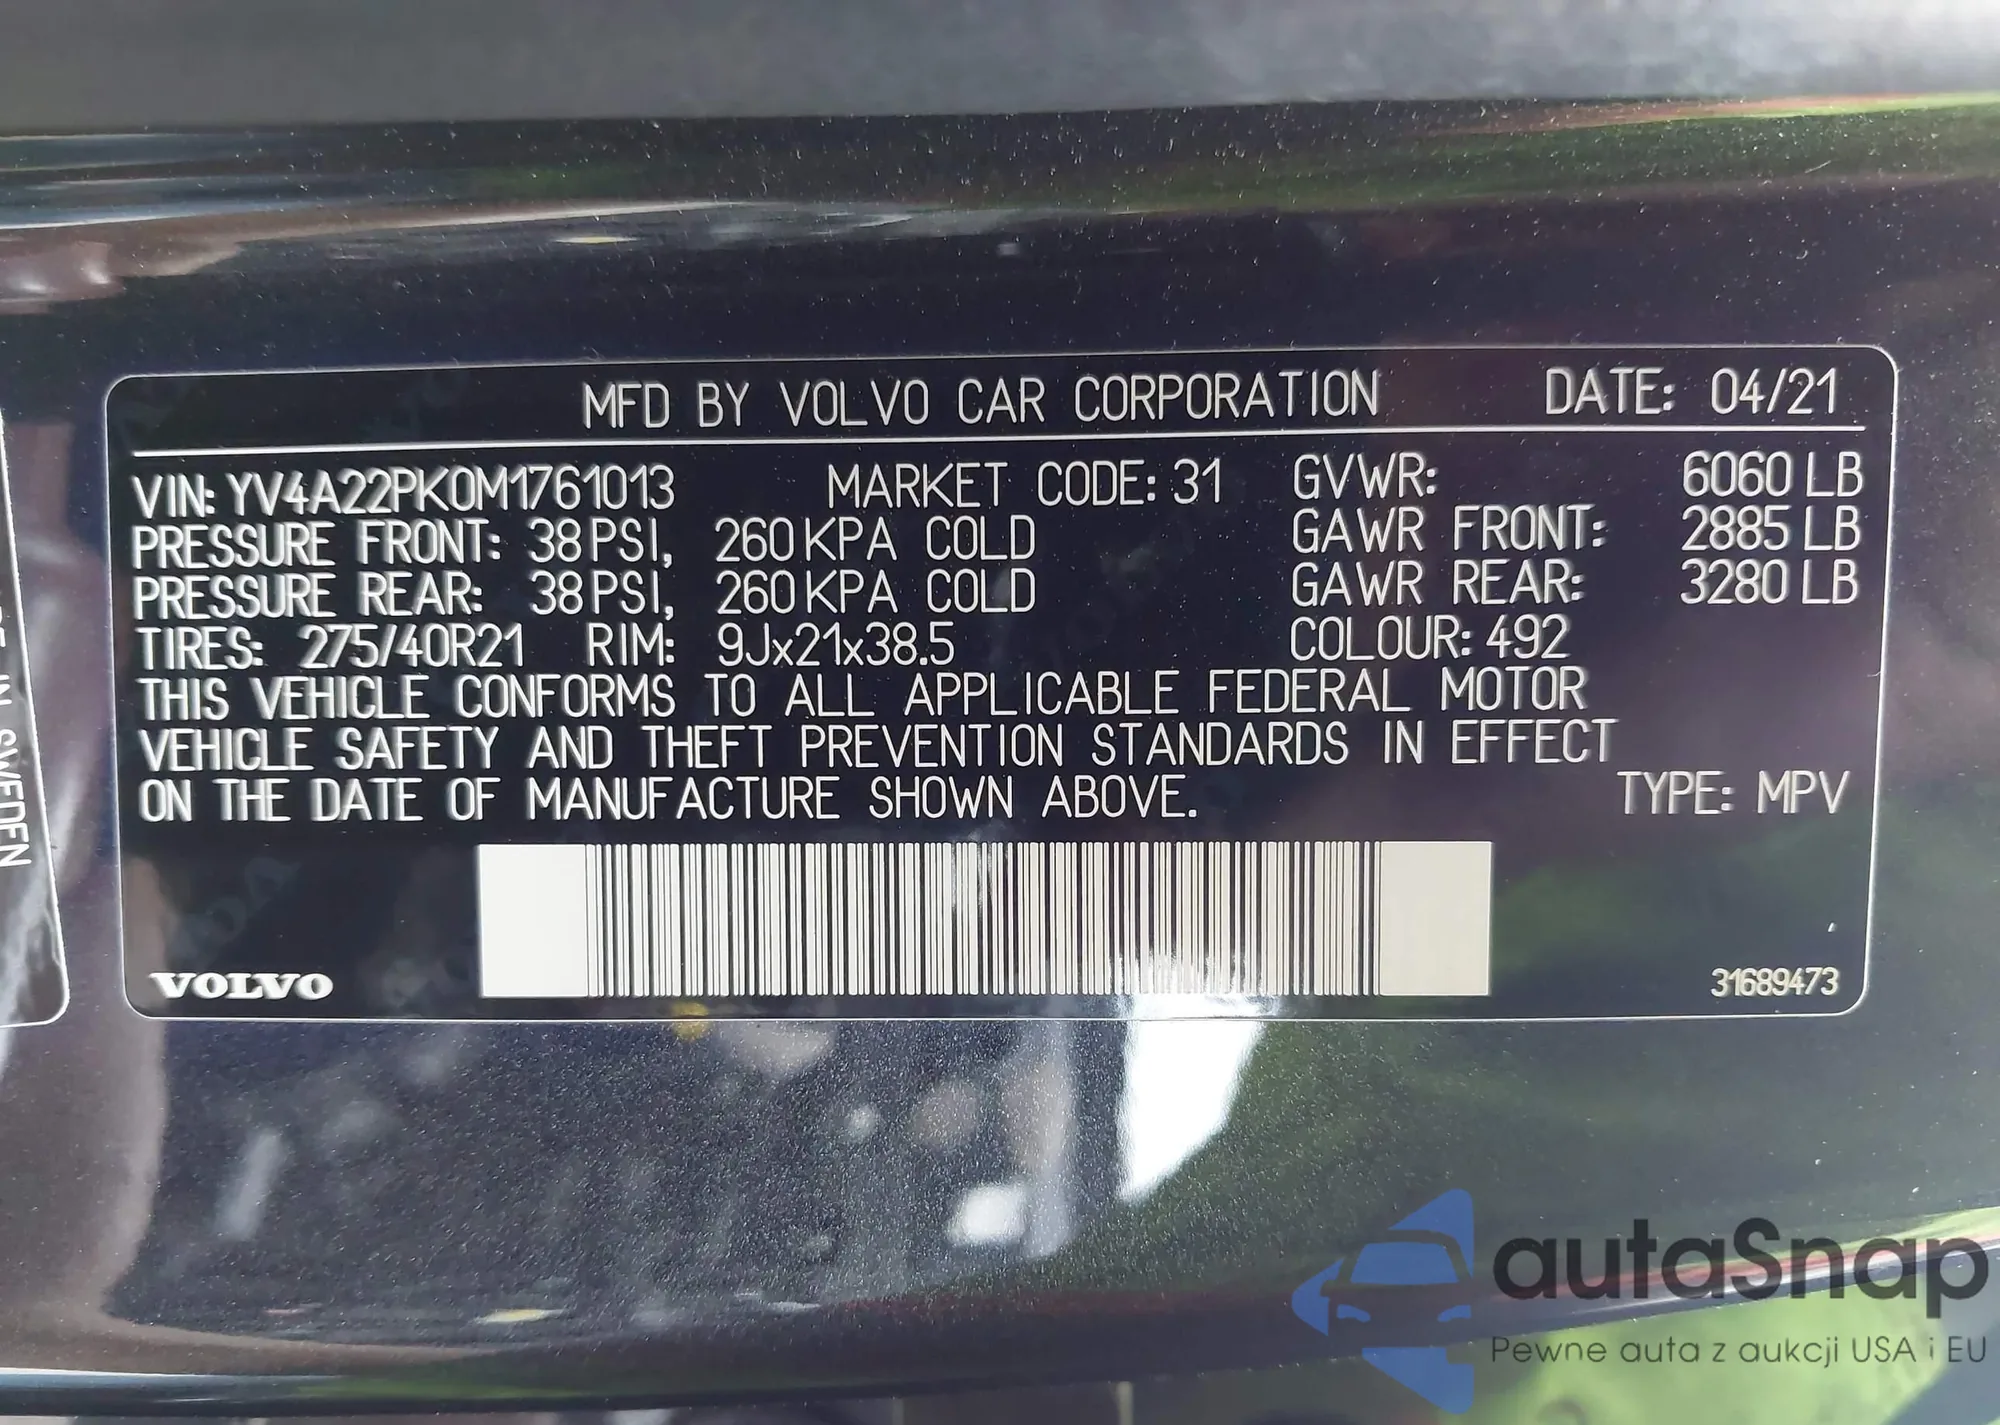 MFD BY VOLVO CAR CORPORATION DATE: 04/21
VIN: YV4A22PK0M1761013 MARKET CODE: 31 GVWR: 6060 LB
PRESSURE FRONT: 38 PSI, 260 KPA COLD GAWR FRONT: 2885 LB
PRESSURE REAR: 38 PSI, 260 KPA COLD GAWR REAR: 3280 LB
TIRES: 275/40R21 RIM: 9Jx21x38.5 COLOUR: 492
THIS VEHICLE CONFORMS TO ALL APPLICABLE FEDERAL MOTOR
VEHICLE SAFETY AND THEFT PREVENTION STANDARDS IN EFFECT
ON THE DATE OF MANUFACTURE SHOWN ABOVE. TYPE: MPV
VOLVO 31689473
IN SWEDEN
autaSnap
Pewne auta z aukcji USA i EU